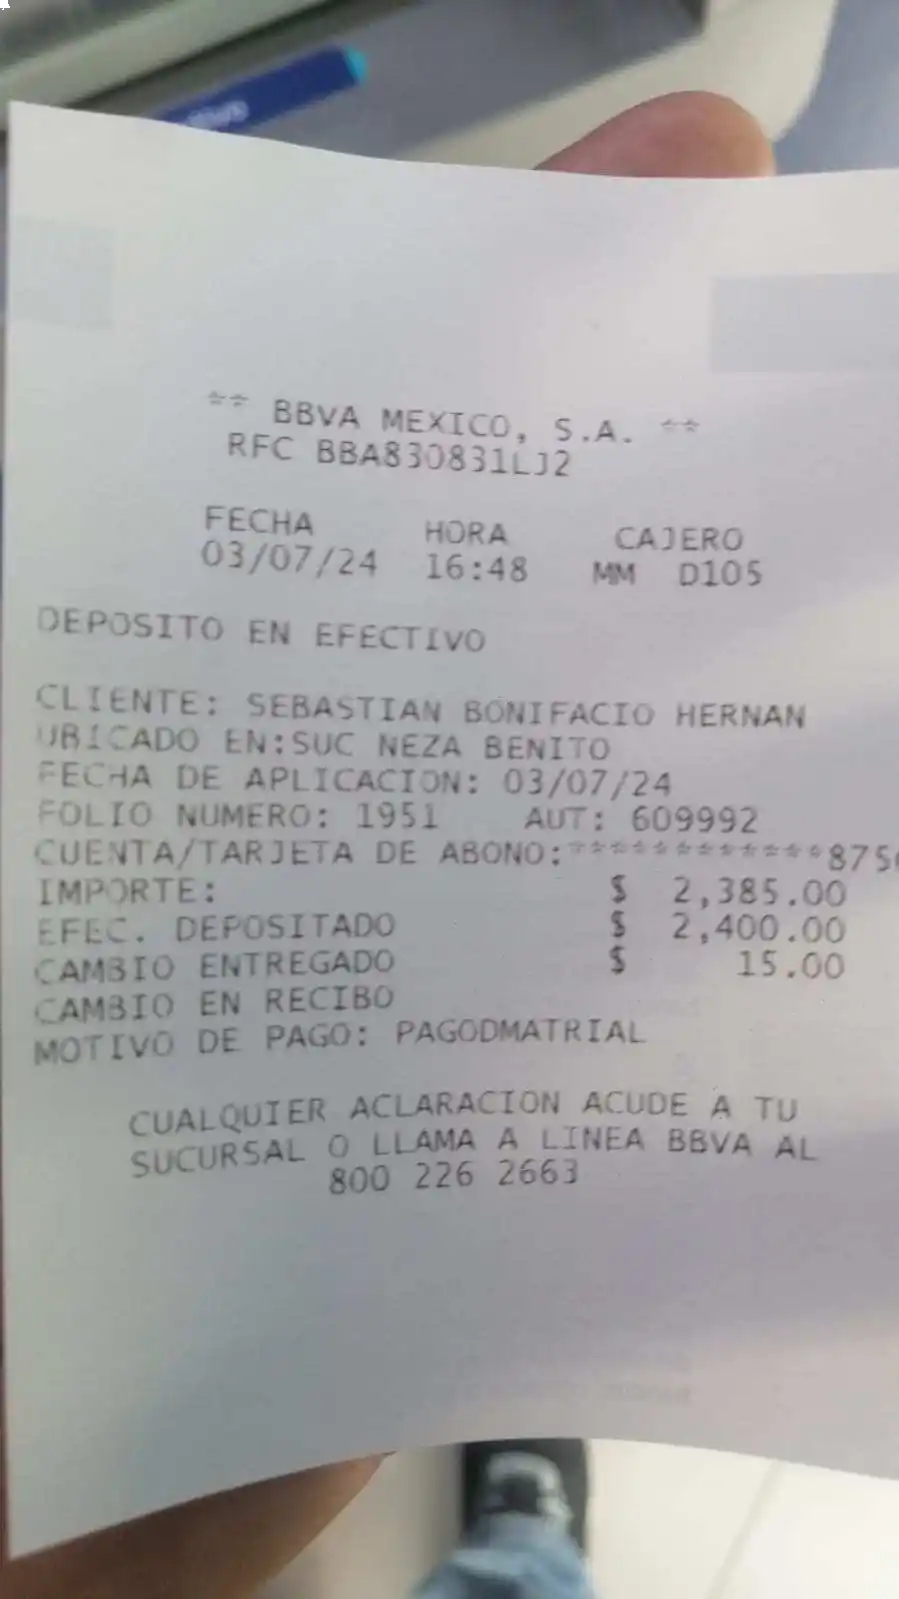 ** BBVA MEXICO, S.A. **
RFC BBA830831LJ2
FECHA HORA CAJERO
03/07/24 16:48 MM D105
DEPOSITO EN EFECTIVO
CLIENTE: SEBASTIAN BONIFACIO HERNAN
UBICADO EN:SUC NEZA BENITO
FECHA DE APLICACION: 03/07/24
FOLIO NUMERO: 1951 AUT: 609992
CUENTA/TARJETA DE ABONO:************875
IMPORTE: $ 2,385.00
EFEC. DEPOSITADO $ 2,400.00
CAMBIO ENTREGADO $ 15.00
CAMBIO EN RECIBO
MOTIVO DE PAGO: PAGODMATRIAL
CUALQUIER ACLARACION ACUDE A TU
SUCURSAL O LLAMA A LINEA BBVA AL
800 226 2663